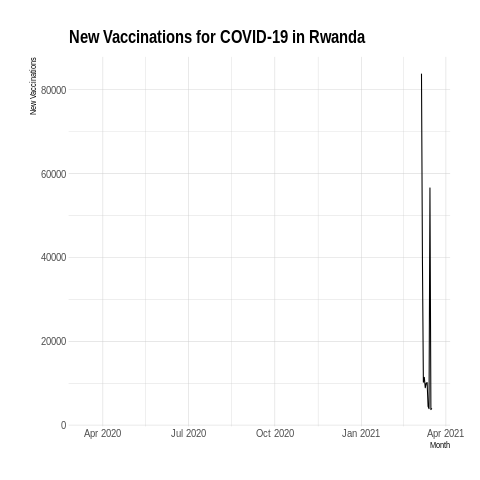 New Vaccinations for COVID-19 in Rwanda
New Vaccinations
80000
60000
40000
20000
0
Apr 2020 Jul 2020 Oct 2020 Jan 2021 Apr 2021
Month